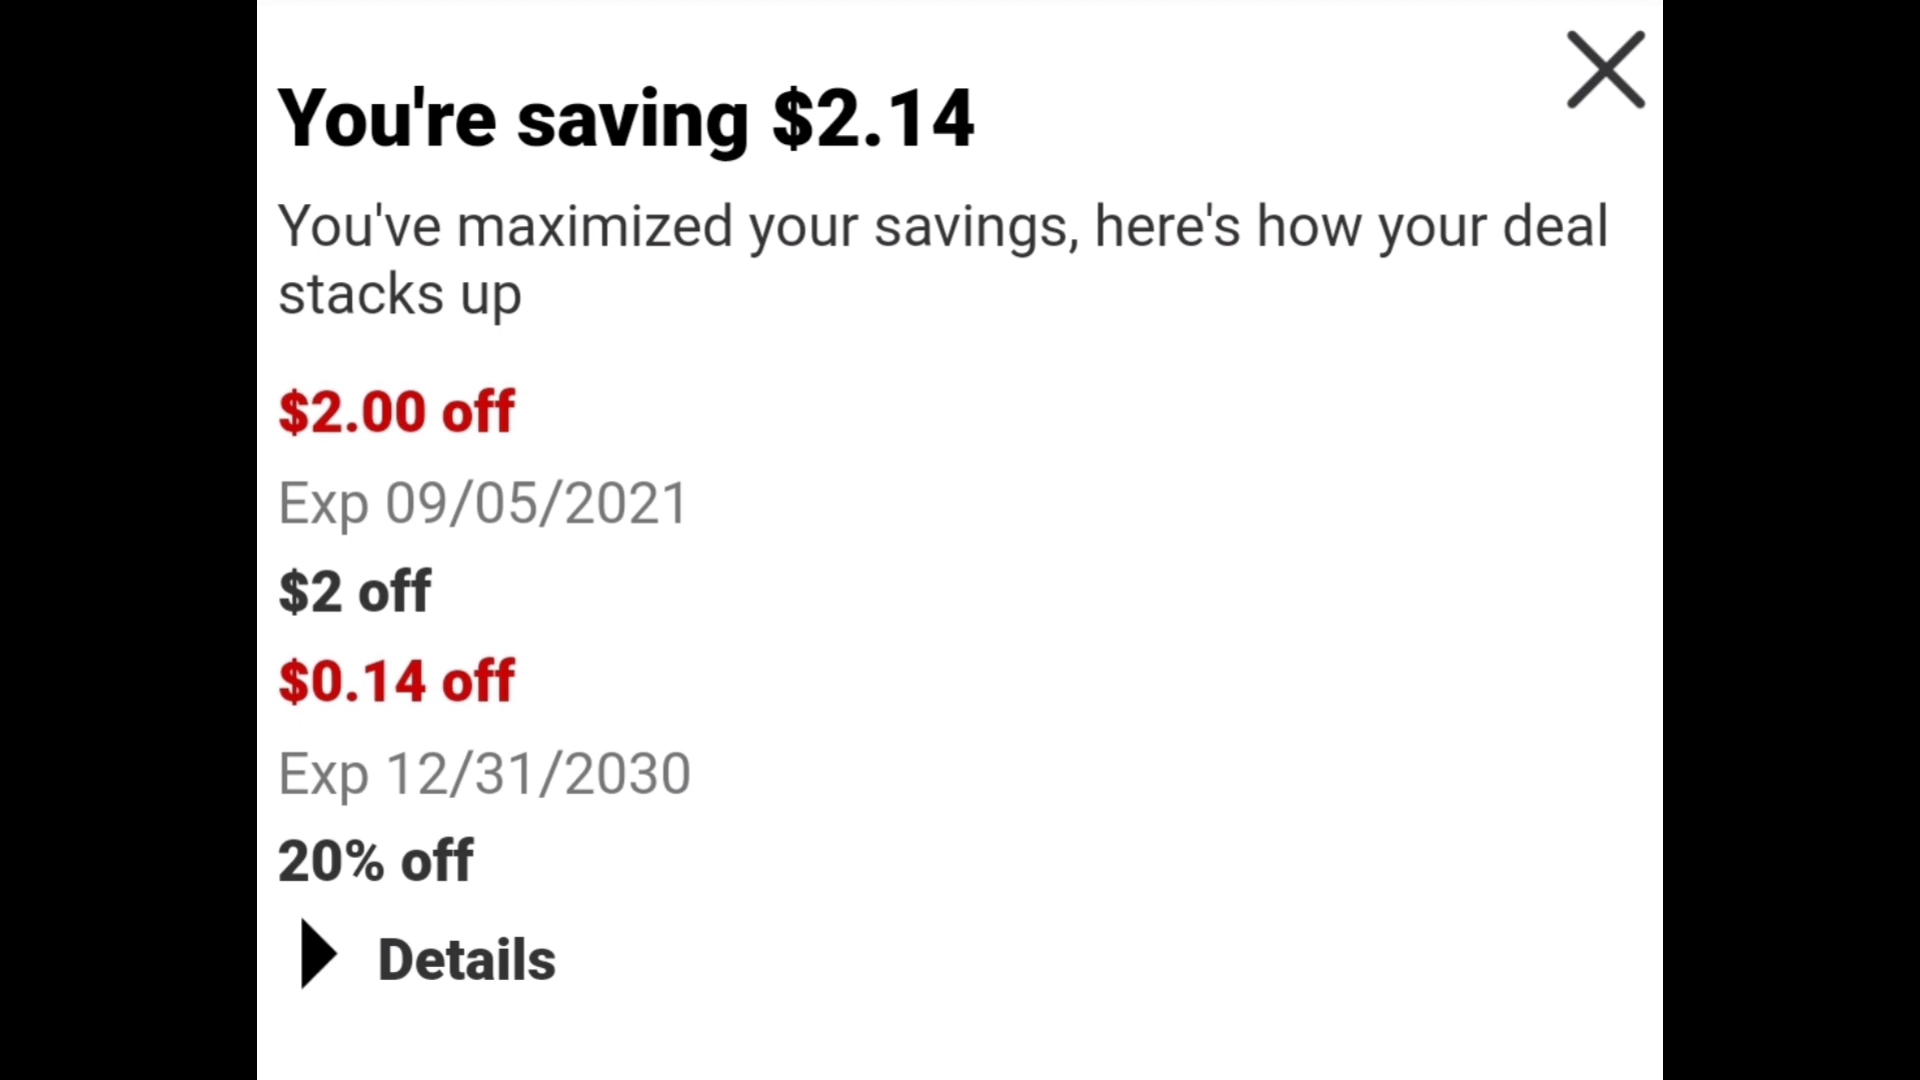 You're saving $2.14
You've maximized your savings, here's how your deal
stacks up
$2.00 off
Exp 09/05/2021
$2 off
$0.14 off
Exp 12/31/2030
20% off
Details